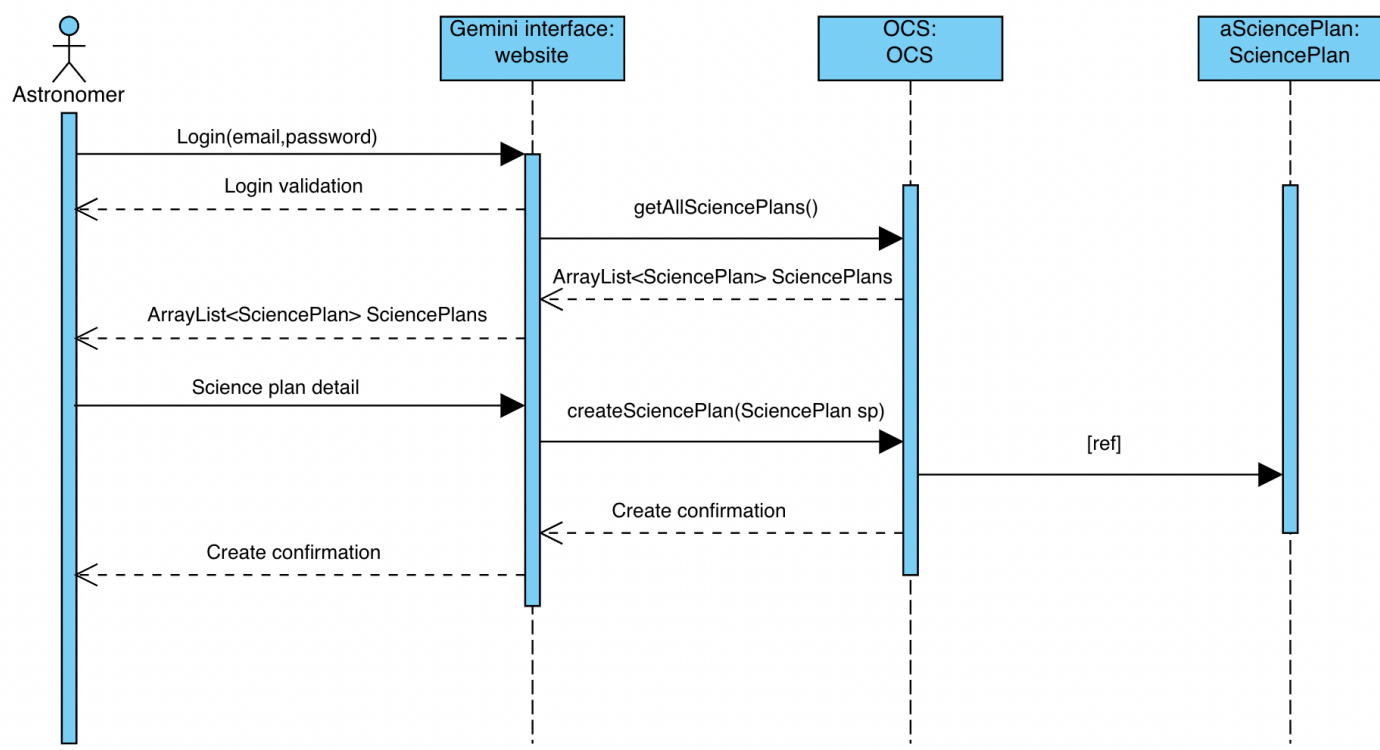 Gemini interface:
website
OCS:
OCS
aSciencePlan:
SciencePlan
Astronomer
Login(email,password)
Login validation
getAllSciencePlans()
ArrayList<SciencePlan> SciencePlans
ArrayList<SciencePlan> SciencePlans
Science plan detail
createSciencePlan(SciencePlan sp)
[ref]
Create confirmation
Create confirmation